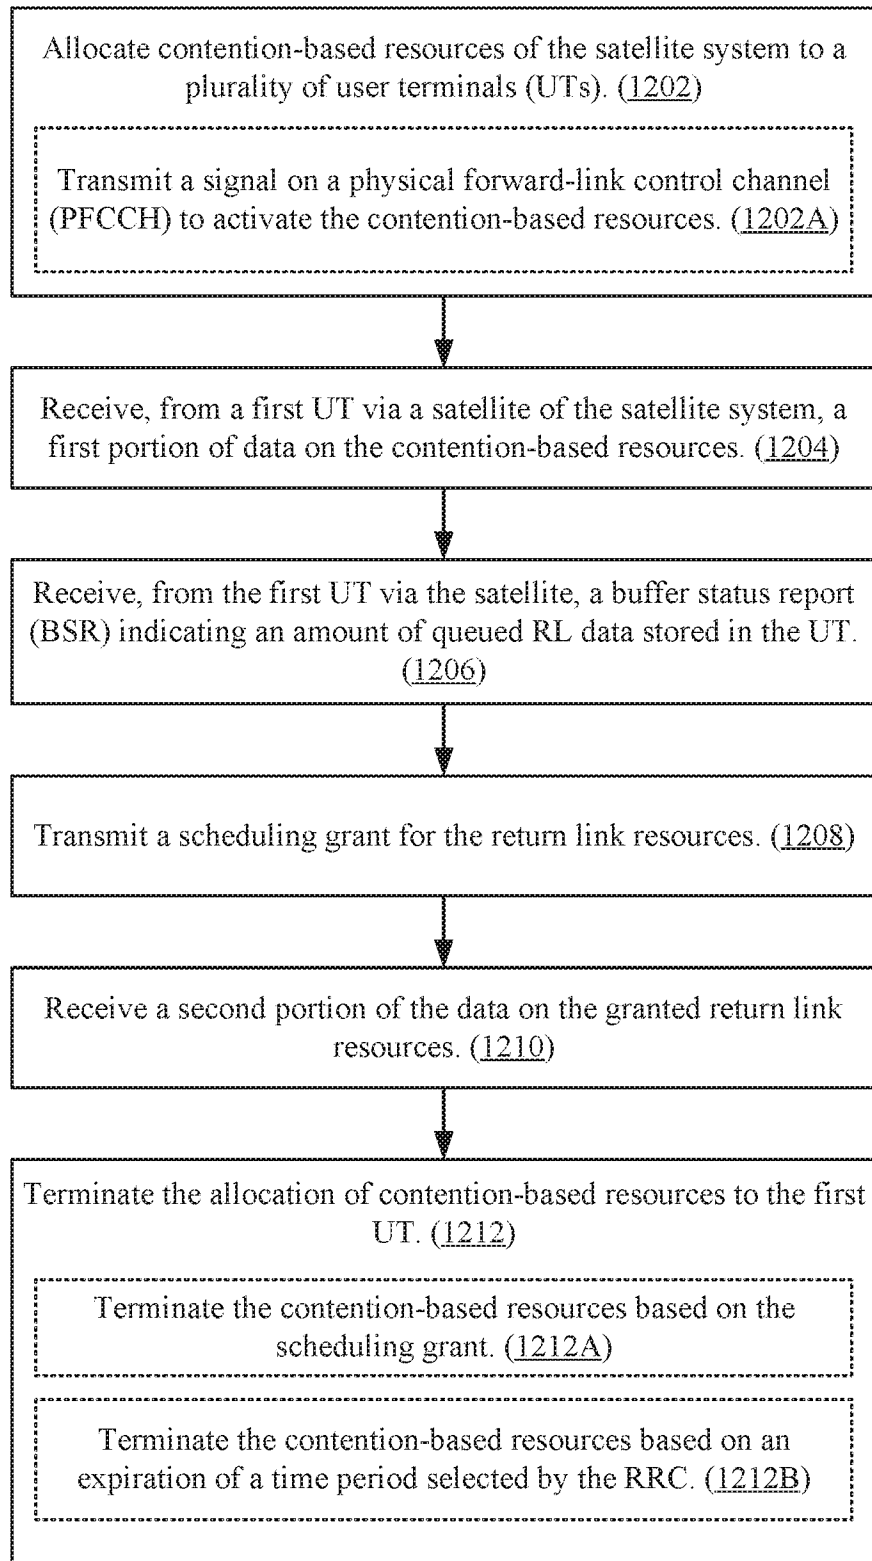 Allocate contention-based resources of the satellite system to a
plurality of user terminals (UTs). (1202)
Transmit a signal on a physical forward-link control channel
(PFCCH) to activate the contention-based resources. (1202A)
Receive, from a first UT via a satellite of the satellite system, a
first portion of data on the contention-based resources. (1204)
Receive, from the first UT via the satellite, a buffer status report
(BSR) indicating an amount of queued RL data stored in the UT.
(1206)
Transmit a scheduling grant for the return link resources. (1208)
Receive a second portion of the data on the granted return link
resources. (1210)
Terminate the allocation of contention-based resources to the first
UT. (1212)
Terminate the contention-based resources based on the
scheduling grant. (1212A)
Terminate the contention-based resources based on an
expiration of a time period selected by the RRC. (1212B)